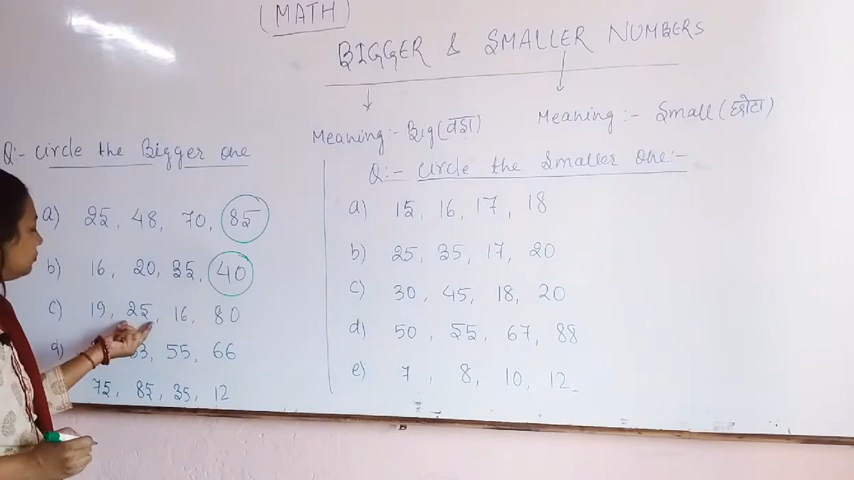 (MATH)
BIGGER & SMALLER NUMBERS
Meaning:- Big (बड़ा)
Meaning:- Small (छोटा)
Q:- Circle the Bigger one
a) 25, 48, 70, 85
b) 16, 20, 35, 40
c) 19, 25, 16, 80
d) 55, 66
75, 85, 35, 12
Q:- Circle the Smaller one:-
a) 15, 16, 17, 18
b) 25, 35, 17, 20
c) 30, 45, 18, 20
d) 50, 55, 67, 88
e) 7, 8, 10, 12